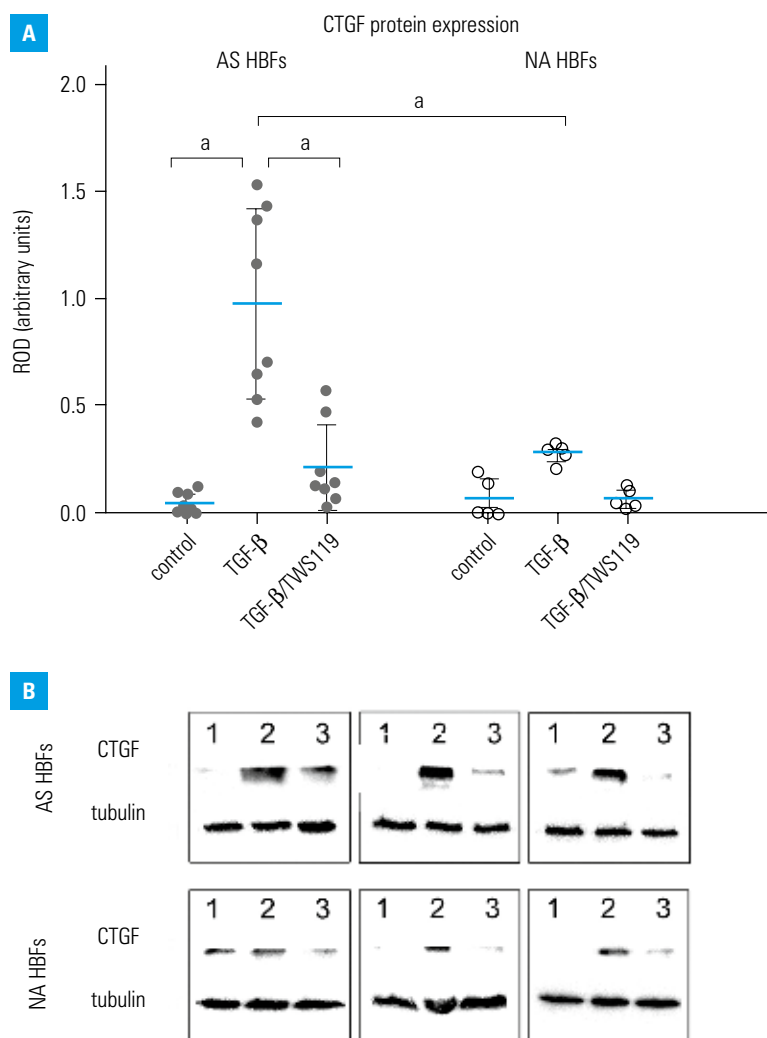 A
CTGF protein expression
AS HBFs NA HBFs
ROD (arbitrary units)
2.0
1.5
1.0
0.5
0.0
a
a a
control TGF-β TGF-β/TWS119 control TGF-β TGF-β/TWS119
B
AS HBFs
CTGF
tubulin
1 2 3 1 2 3 1 2 3
NA HBFs
CTGF
tubulin
1 2 3 1 2 3 1 2 3